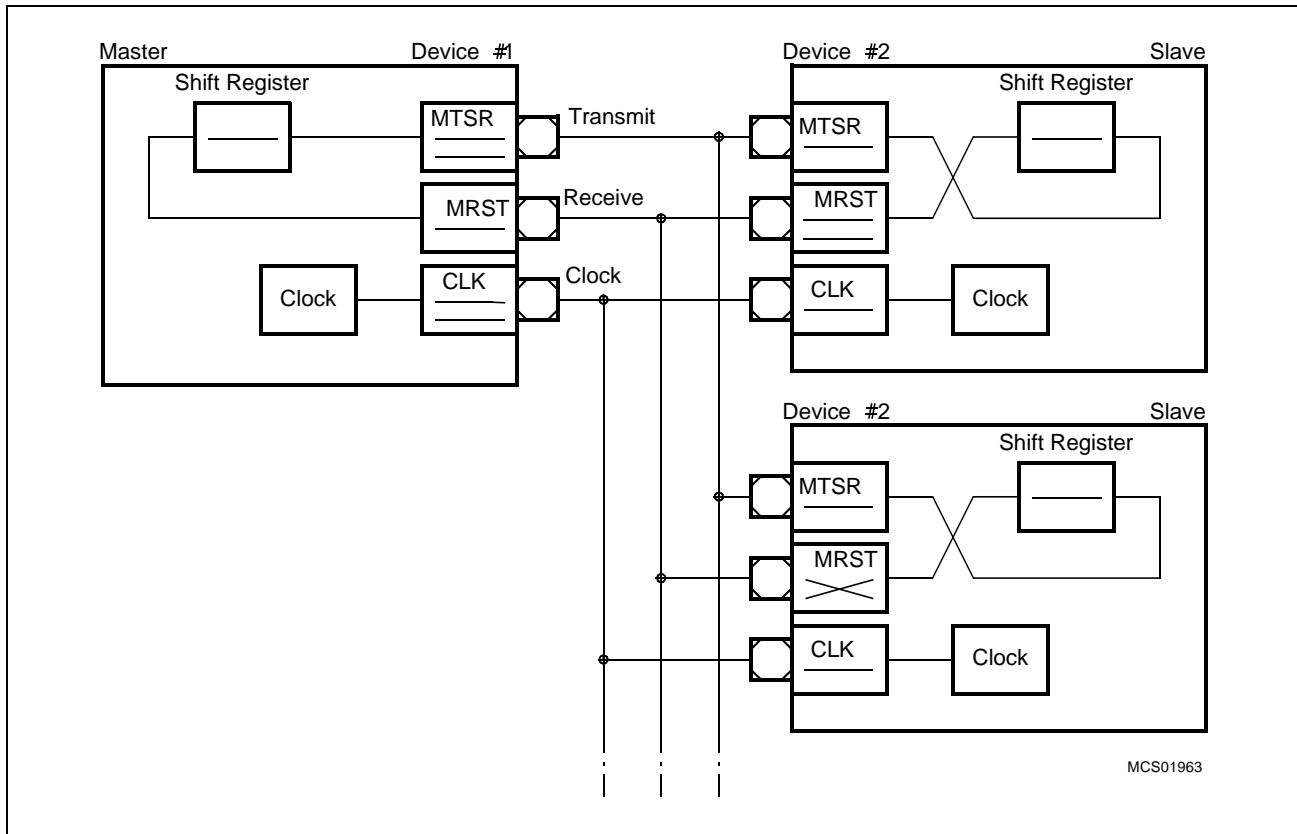 Master Device #1
Shift Register
MTSR
Transmit
MRST
Receive
Clock
CLK
Clock
Device #2 Slave
Shift Register
MTSR
MRST
CLK
Clock
Device #2 Slave
Shift Register
MTSR
MRST
CLK
Clock
MCS01963